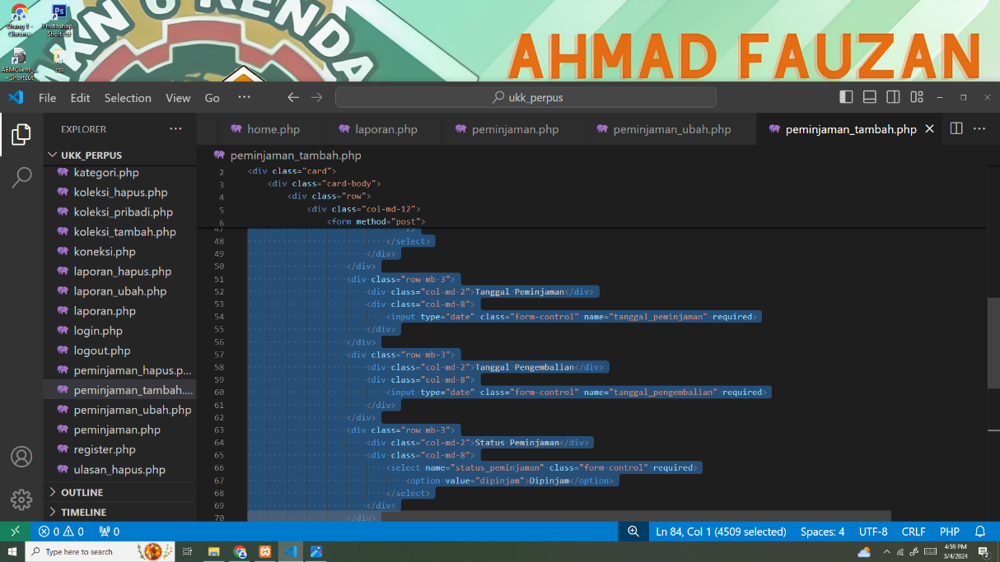 Orang 1 -
Chrome
Photoshop -
Shortcut
ABMClient_...
- Shortcut
css
AHMAD FAUZAN
File Edit Selection View Go ... ukk_perpus
EXPLORER ...
home.php laporan.php peminjaman.php peminjaman_ubah.php peminjaman_tambah.php
UKK_PERPUS
kategori.php
koleksi_hapus.php
koleksi_pribadi.php
koleksi_tambah.php
koneksi.php
laporan_hapus.php
laporan_ubah.php
laporan.php
login.php
logout.php
peminjaman_hapus.p...
peminjaman_tambah....
peminjaman_ubah.php
peminjaman.php
register.php
ulasan_hapus.php
OUTLINE
TIMELINE
peminjaman_tambah.php
2 <div class="card">
3 <div class="card-body">
4 <div class="row">
5 <div class="col-md-12">
6 <form method="post">
47
48 </select>
49 </div>
50 </div>
51 <div class="row mb-3">
52 <div class="col-md-2">Tanggal Peminjaman</div>
53 <div class="col-md-8">
54 <input type="date" class="form-control" name="tanggal_peminjaman" required>
55 </div>
56 </div>
57 <div class="row mb-3">
58 <div class="col-md-2">Tanggal Pengembalian</div>
59 <div class="col-md-8">
60 <input type="date" class="form-control" name="tanggal_pengembalian" required>
61 </div>
62 </div>
63 <div class="row mb-3">
64 <div class="col-md-2">Status Peminjaman</div>
65 <div class="col-md-8">
66 <select name="status_peminjam" class="form-control" required>
67 <option value="dipinjam">Dipinjam</option>
68 </select>
69 </div>
70 </div>
0 0 0 Ln 84, Col 1 (4509 selected) Spaces: 4 UTF-8 CRLF PHP
Type here to search
4:59 PM
3/4/2024
2